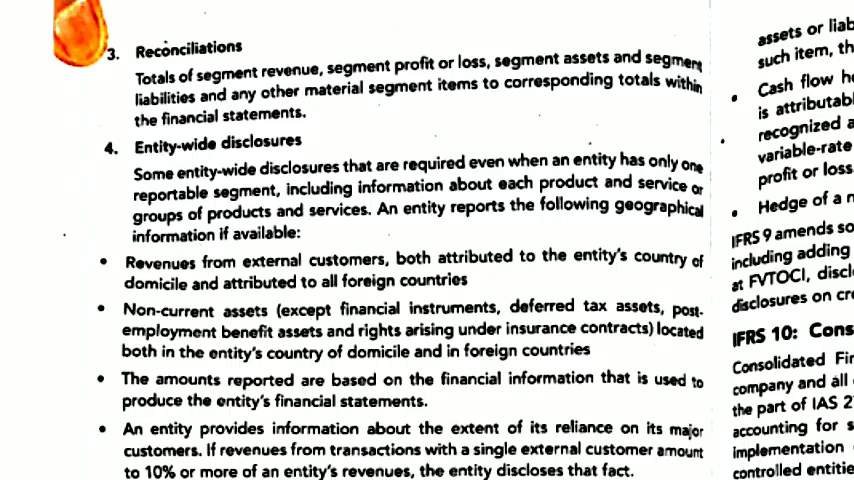 3. Reconciliations
Totals of segment revenue, segment profit or loss, segment assets and segment
liabilities and any other material segment items to corresponding totals within
the financial statements.
4. Entity-wide disclosures
Some entity-wide disclosures that are required even when an entity has only one
reportable segment, including information about each product and service or
groups of products and services. An entity reports the following geographical
information if available:
• Revenues from external customers, both attributed to the entity's country of
domicile and attributed to all foreign countries
• Non-current assets (except financial instruments, deferred tax assets, post-
employment benefit assets and rights arising under insurance contracts) located
both in the entity's country of domicile and in foreign countries
• The amounts reported are based on the financial information that is used to
produce the entity's financial statements.
• An entity provides information about the extent of its reliance on its major
customers. If revenues from transactions with a single external customer amount
to 10% or more of an entity's revenues, the entity discloses that fact.
assets or
such item,
• Cash flow
is
recognized
variable-rate
profit or loss
• Hedge of a
IFRS 9 amends
including adding
at FVTOCI,
disclosures on
IFRS 10:
Consolidated
company and all
the part of IAS
accounting for
implementation
controlled